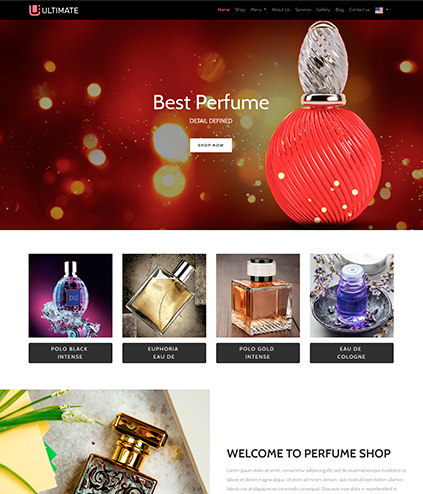 ULTIMATE
Home Shop Menu About Us Services Gallery Blog Contact us
Best Perfume
DETAIL DEFINED
SHOP NOW
POLO BLACK
INTENSE
EUPHORIA
EAU DE
POLO GOLD
INTENSE
EAU DE
COLOGNE
WELCOME TO PERFUME SHOP
Lorem ipsum dolor sit amet, consectetur adipiscing elit, sed do eiusmod tempor incididunt ut
labore et dolore magna aliqua. Ut enim ad minim veniam, quis nostrud exercitation ullamco
laboris nisi ut aliquip ex ea commodo consequat. Duis aute irure dolor in reprehenderit in